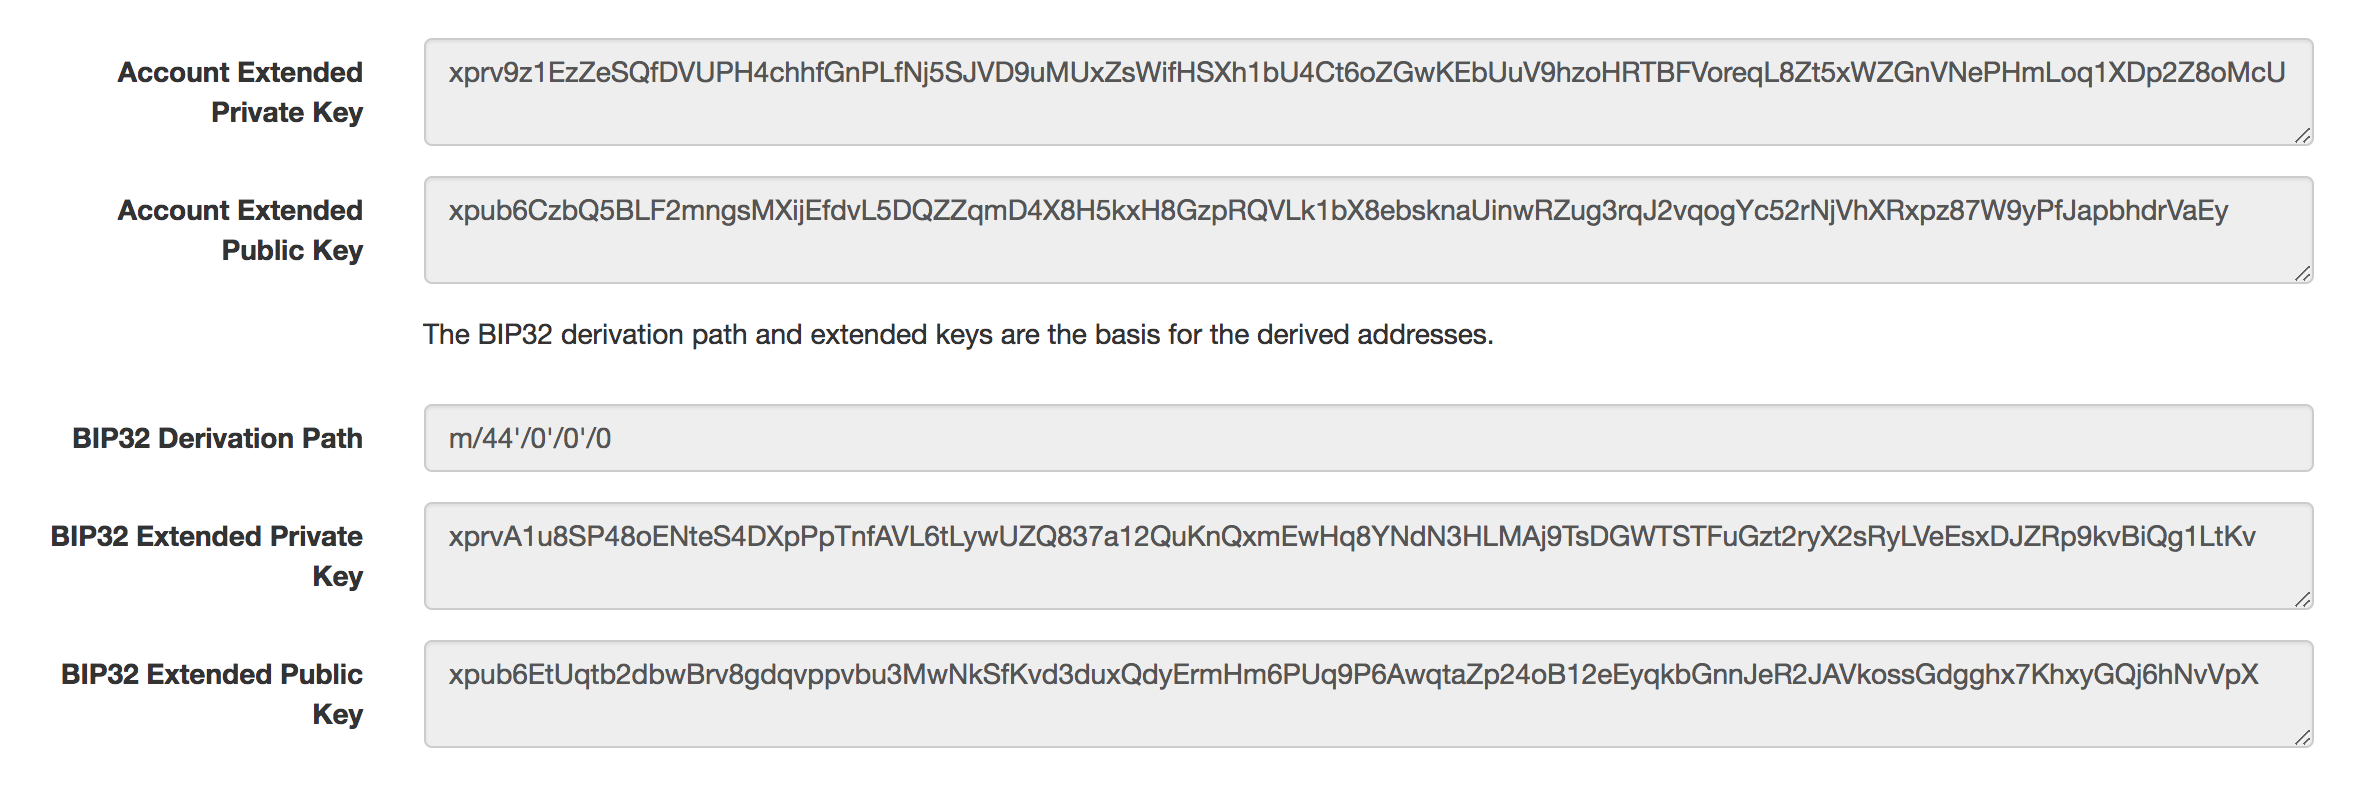 Account Extended
Private Key
xprv9z1EzZeSQfDVUPH4chhfGnPLfNj5SJVD9uMUxZsWifHSXh1bU4Ct6oZGwKEbUuV9hzoHRTBFVoreqL8Zt5xWZGnVNePHmLoq1XDp2Z8oMcU
Account Extended
Public Key
xpub6CzbQ5BLF2mngsMXijEfdvL5DQZZqmD4X8H5kxH8GzpRQVLk1bX8ebsknaUinwRZug3rqJ2vqogYc52rNjVhXRxpz87W9yPfJapbhdrVaEy
The BIP32 derivation path and extended keys are the basis for the derived addresses.
BIP32 Derivation Path
m/44'/0'/0'/0
BIP32 Extended Private
Key
xprvA1u8SP48oENteS4DXpPpTnfAVL6tLywUZQ837a12QuKnQxmEwHq8YNdN3HLMAj9TsDGWTSTFuGzt2ryX2sRyLVeEsxDJZRp9kvBiQg1LtKv
BIP32 Extended Public
Key
xpub6EtUqtb2dbwBrv8gdqvppvbu3MwNkSfKvd3duxQdyErmHm6PUq9P6AwqtaZp24oB12eEyqkbGnnJeR2JAVkossGdgghx7KhxyGQj6hNvVpX